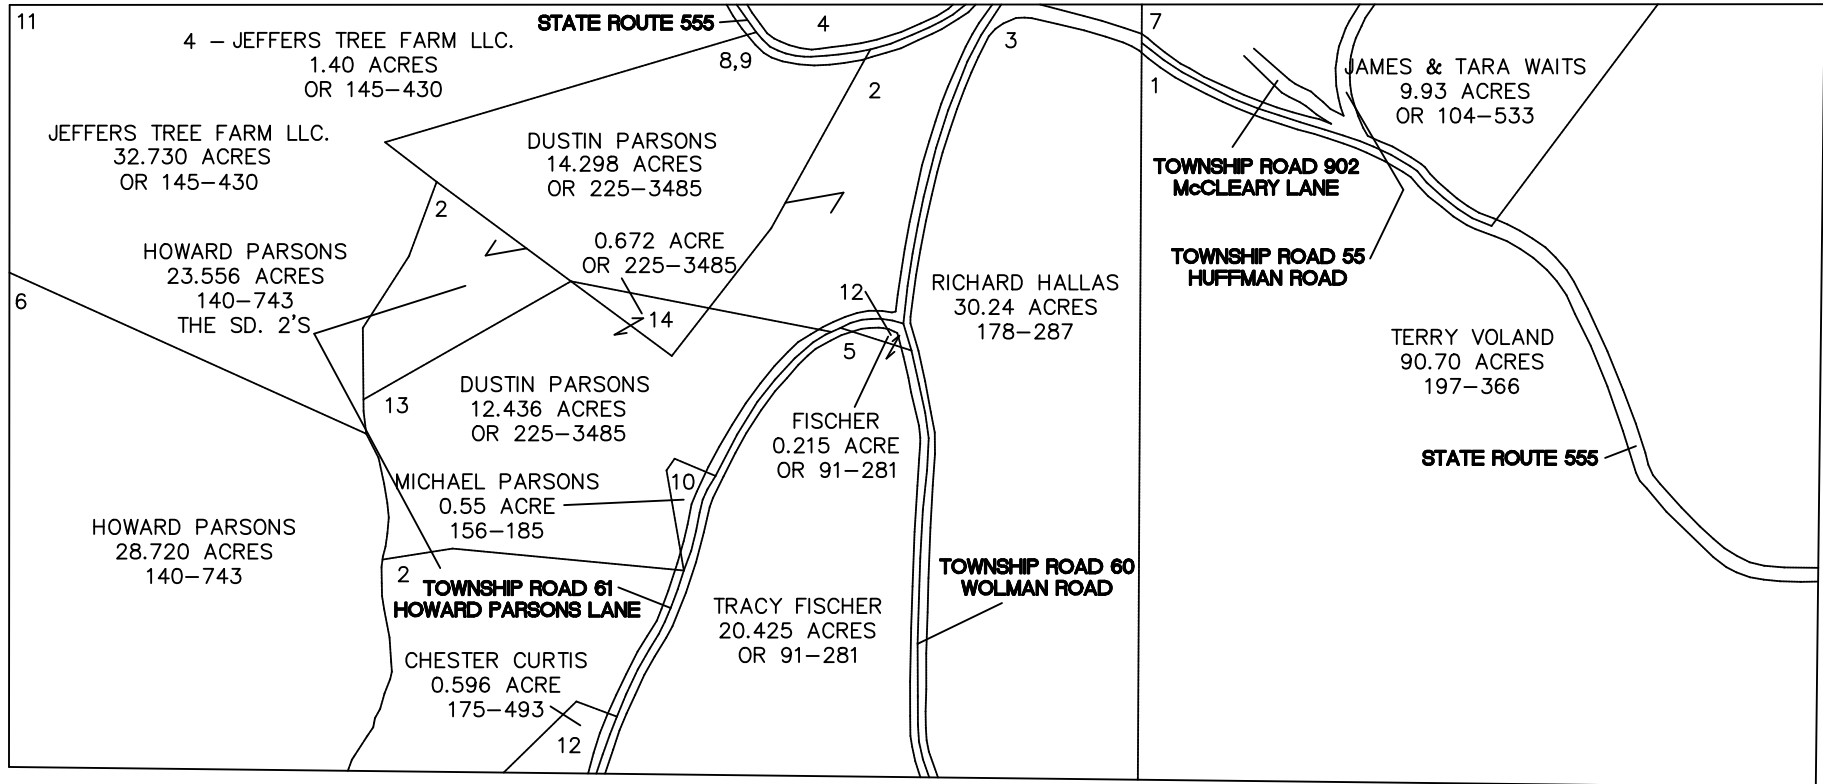 11
4 – JEFFERS TREE FARM LLC.
1.40 ACRES
OR 145–430
STATE ROUTE 555
4
8,9
2
3
7
1
JAMES & TARA WAITS
9.93 ACRES
OR 104–533
JEFFERS TREE FARM LLC.
32.730 ACRES
OR 145–430
DUSTIN PARSONS
14.298 ACRES
OR 225–3485
TOWNSHIP ROAD 902
McCLEARY LANE
2
HOWARD PARSONS
23.556 ACRES
140–743
THE SD. 2'S
0.672 ACRE
OR 225–3485
14
12
RICHARD HALLAS
30.24 ACRES
178–287
TOWNSHIP ROAD 55
HUFFMAN ROAD
6
5
TERRY VOLAND
90.70 ACRES
197–366
13
DUSTIN PARSONS
12.436 ACRES
OR 225–3485
FISCHER
0.215 ACRE
OR 91–281
STATE ROUTE 555
MICHAEL PARSONS
0.55 ACRE
156–185
10
HOWARD PARSONS
28.720 ACRES
140–743
2
TOWNSHIP ROAD 61
HOWARD PARSONS LANE
TOWNSHIP ROAD 60
WOLMAN ROAD
TRACY FISCHER
20.425 ACRES
OR 91–281
CHESTER CURTIS
0.596 ACRE
175–493
12